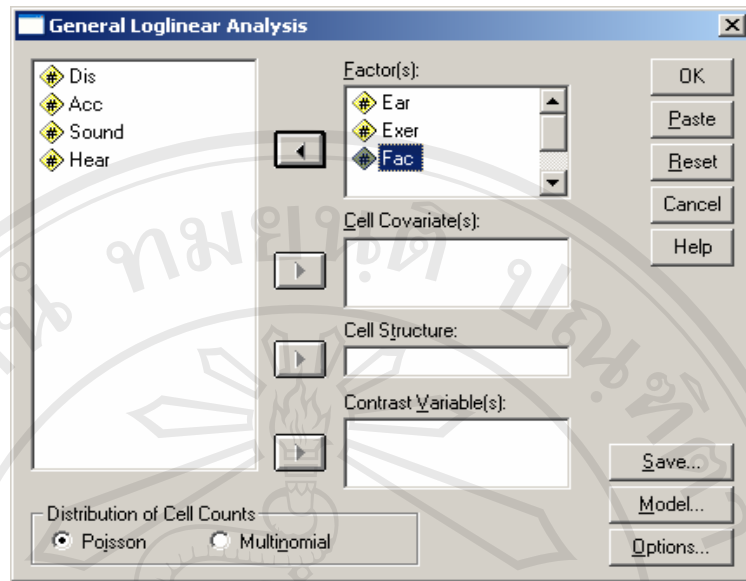 General Loglinear Analysis
Dis
Acc
Sound
Hear
Factor(s):
Ear
Exer
Fac
Cell Covariate(s):
Cell Structure:
Contrast Variable(s):
Distribution of Cell Counts
Poisson
Multinomial
OK
Paste
Reset
Cancel
Help
Save...
Model...
Options...